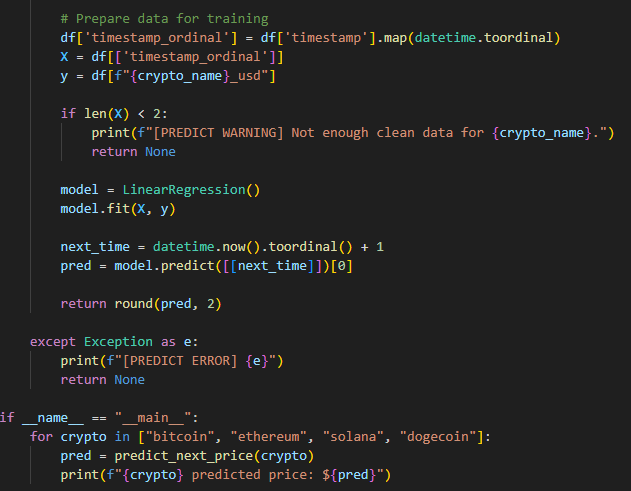 # Prepare data for training
df['timestamp_ordinal'] = df['timestamp'].map(datetime.toordinal)
X = df[['timestamp_ordinal']]
y = df[f"{crypto_name}_usd"]
if len(X) < 2:
print(f"[PREDICT WARNING] Not enough clean data for {crypto_name}.")
return None
model = LinearRegression()
model.fit(X, y)
next_time = datetime.now().toordinal() + 1
pred = model.predict([[next_time]])[0]
return round(pred, 2)
except Exception as e:
print(f"[PREDICT ERROR] {e}")
return None
if __name__ == "__main__":
for crypto in ["bitcoin", "ethereum", "solana", "dogecoin"]:
pred = predict_next_price(crypto)
print(f"{crypto} predicted price: ${pred}")